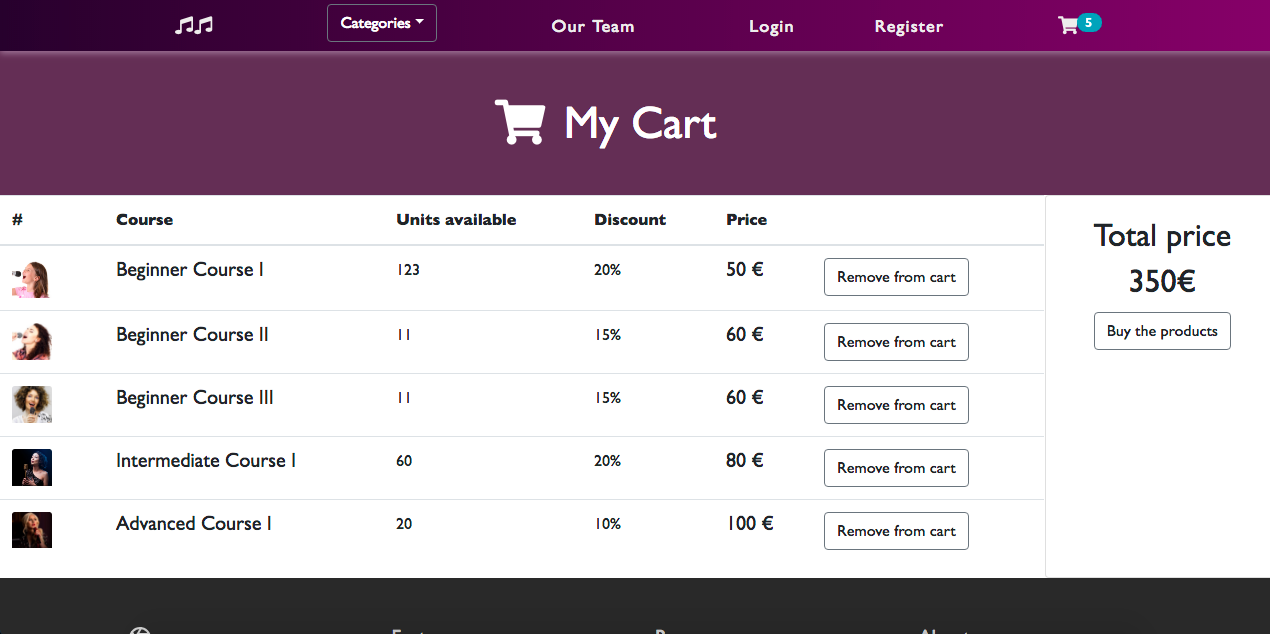 Categories Our Team Login Register 5
My Cart
# Course Units available Discount Price
Beginner Course I 123 20% 50 € Remove from cart
Beginner Course II 11 15% 60 € Remove from cart
Beginner Course III 11 15% 60 € Remove from cart
Intermediate Course I 60 20% 80 € Remove from cart
Advanced Course I 20 10% 100 € Remove from cart
Total price
350€
Buy the products